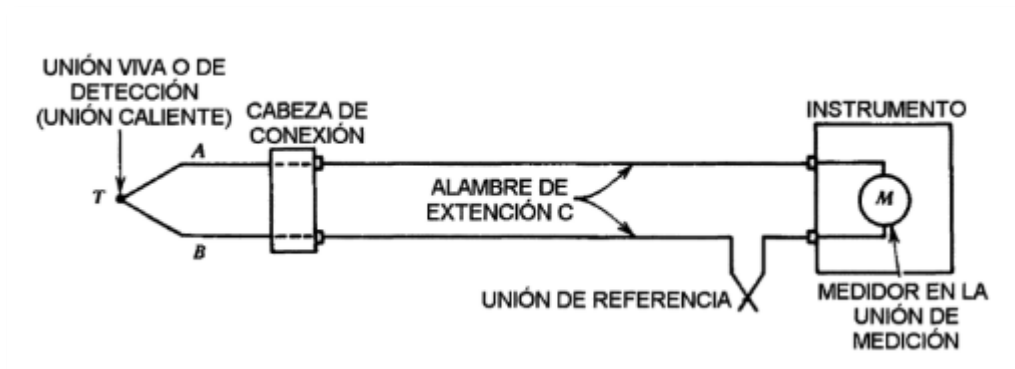 UNIÓN VIVA O DE
DETECCIÓN
(UNIÓN CALIENTE)
CABEZA DE
CONEXIÓN
INSTRUMENTO
A
T
B
ALAMBRE DE
EXTENCIÓN C
M
UNIÓN DE REFERENCIA
MEDIDOR EN LA
UNIÓN DE
MEDICIÓN